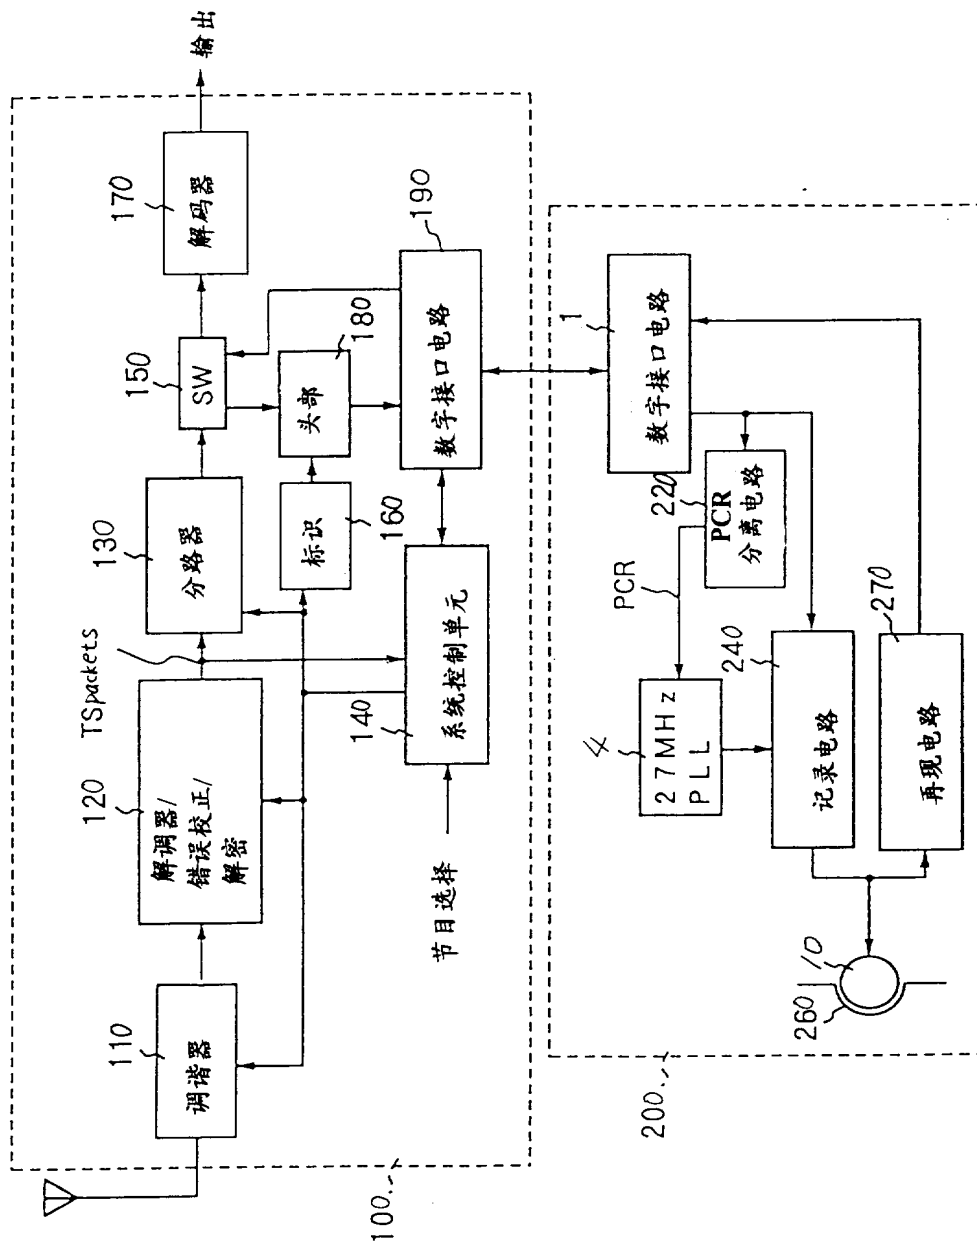 输出
170
解码器
150
SW
180
头部
190
数字接口电路
130
分路器
160
标识
TSpackets
120
解调器/
错误校正/
解密
140
系统控制单元
节目选择
110
调谐器
100
1
数字接口电路
220
PCR
分离电路
PCR
4
27MHz
PLL
240
记录电路
270
再现电路
10
260
200